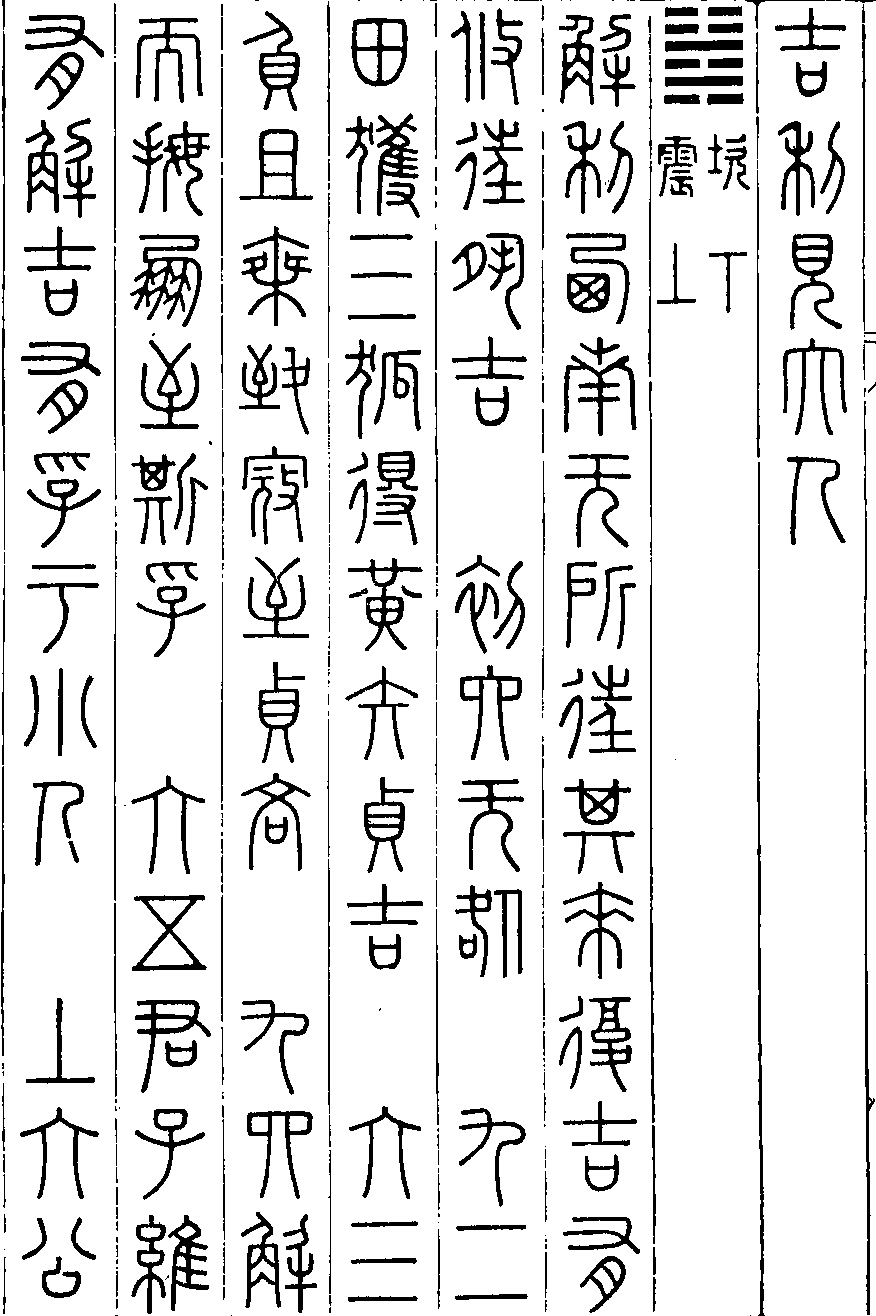 吉利見大人
䷧ 坎下 震上
解利西南无所往其來復吉有
攸往夙吉 初六无咎 九二
田獲三狐得黃矢貞吉 六三
負且乘致寇至貞吝 九四解
而拇朋至斯孚 六五君子維
有解吉有孚于小人 上六公